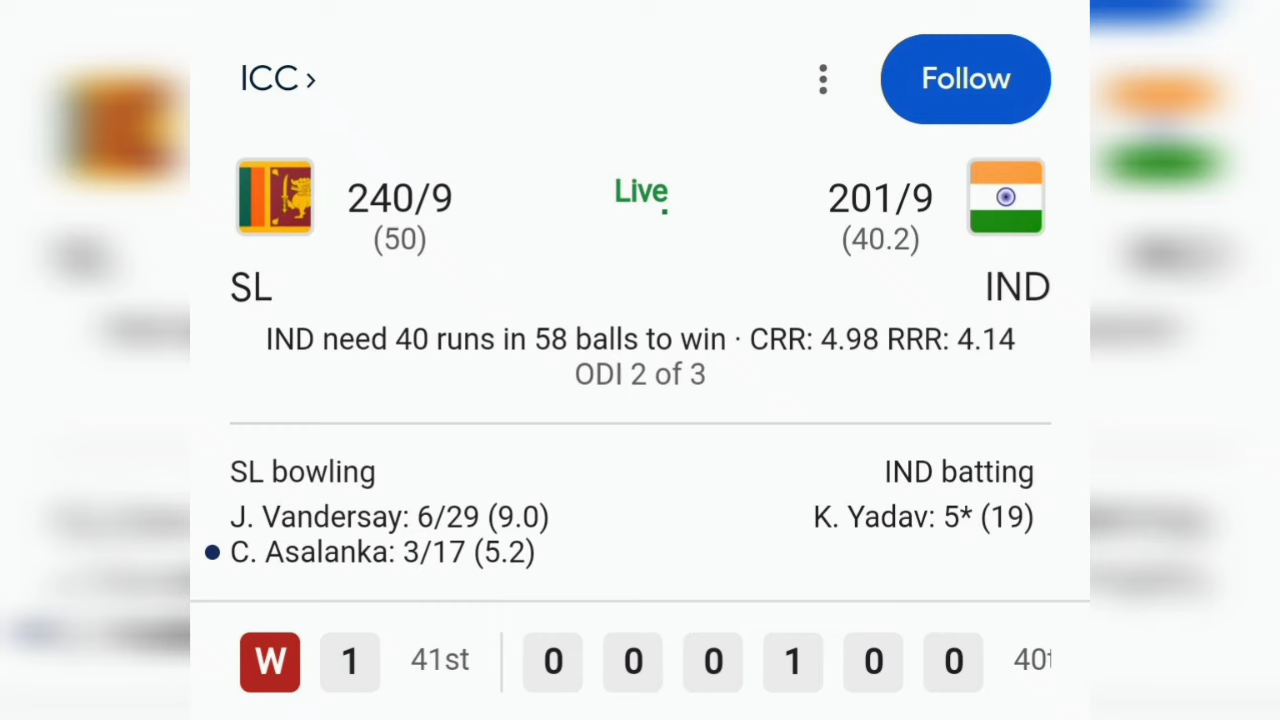 ICC ›
Follow
240/9
Live
201/9
(50)
(40.2)
SL
IND
IND need 40 runs in 58 balls to win · CRR: 4.98 RRR: 4.14
ODI 2 of 3
SL bowling
IND batting
J. Vandersay: 6/29 (9.0)
K. Yadav: 5* (19)
C. Asalanka: 3/17 (5.2)
W 1 41st 0 0 0 1 0 0 40